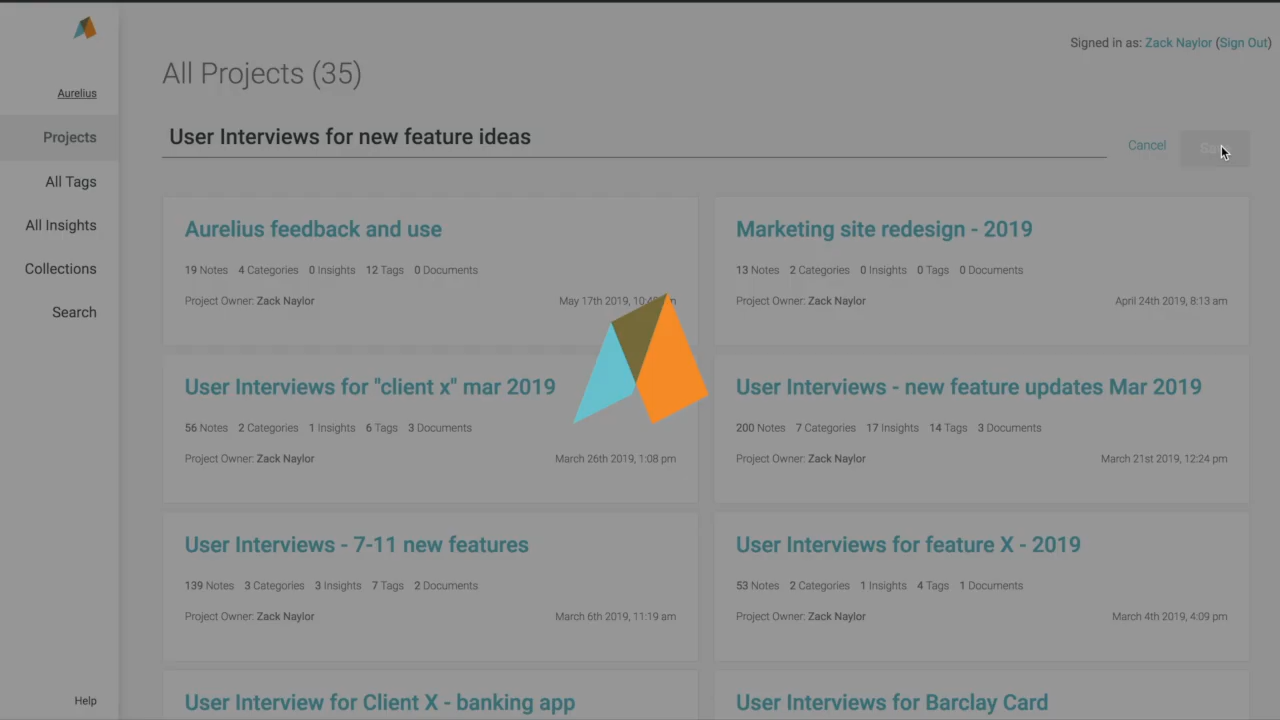 Signed in as: Zack Naylor (Sign Out)
All Projects (35)
Aurelius
Projects
All Tags
All Insights
Collections
Search
Help
User Interviews for new feature ideas
Cancel
Aurelius feedback and use
19 Notes 4 Categories 0 Insights 12 Tags 0 Documents
Project Owner: Zack Naylor May 17th 2019,
Marketing site redesign - 2019
13 Notes 2 Categories 0 Insights 0 Tags 0 Documents
Project Owner: Zack Naylor April 24th 2019, 8:13 am
User Interviews for "client x" mar 2019
56 Notes 2 Categories 1 Insights 6 Tags 3 Documents
Project Owner: Zack Naylor March 26th 2019, 1:08 pm
User Interviews - new feature updates Mar 2019
200 Notes 7 Categories 17 Insights 14 Tags 3 Documents
Project Owner: Zack Naylor March 21st 2019, 12:24 pm
User Interviews - 7-11 new features
139 Notes 3 Categories 3 Insights 7 Tags 2 Documents
Project Owner: Zack Naylor March 6th 2019, 11:19 am
User Interviews for feature X - 2019
53 Notes 2 Categories 1 Insights 4 Tags 1 Documents
Project Owner: Zack Naylor March 4th 2019, 4:09 pm
User Interview for Client X - banking app
User Interviews for Barclay Card